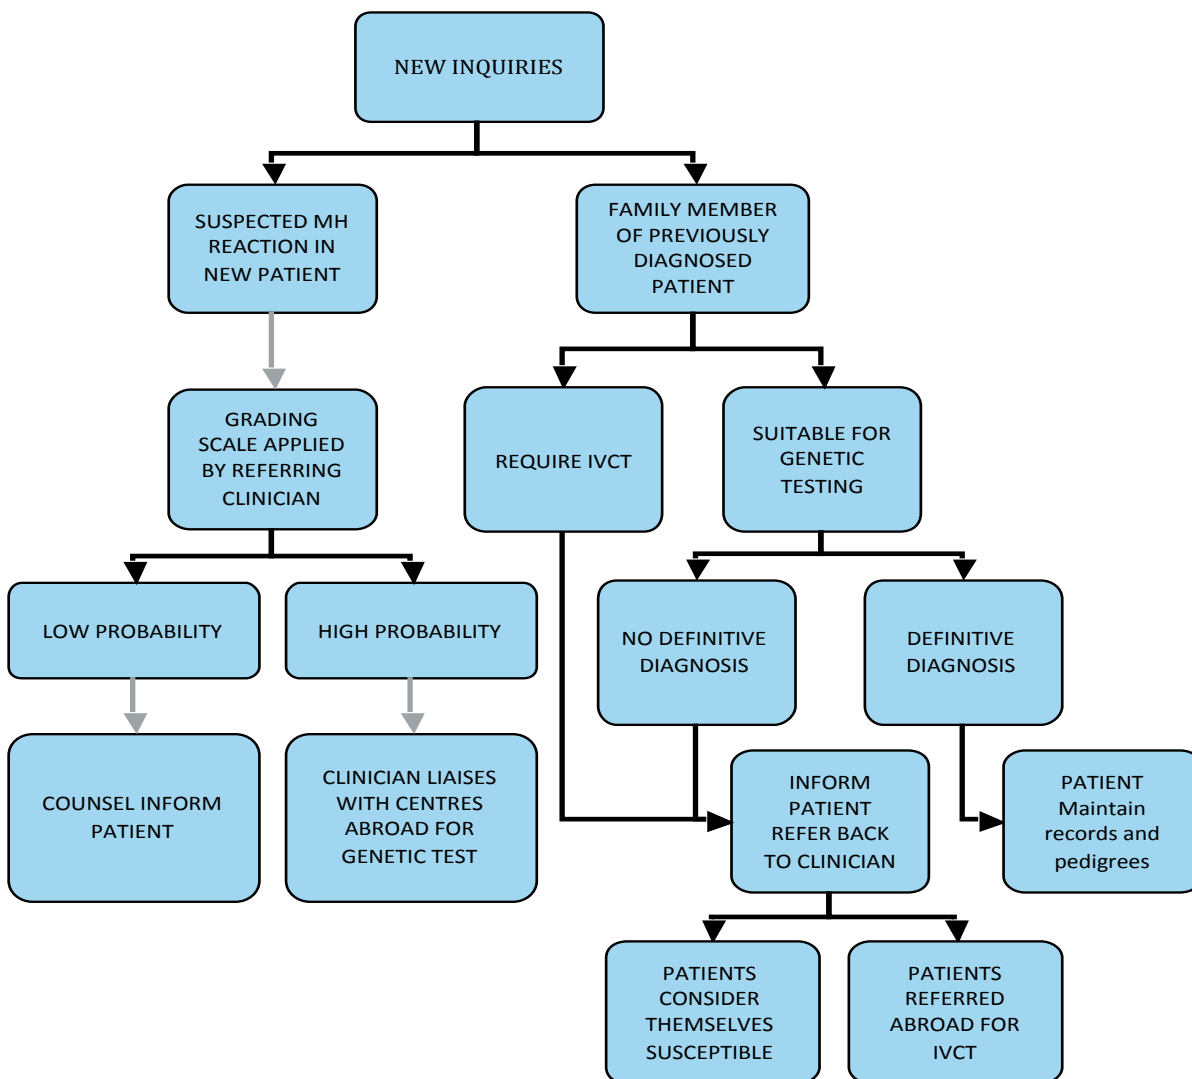 NEW INQUIRIES
SUSPECTED MH
REACTION IN
NEW PATIENT
FAMILY MEMBER
OF PREVIOUSLY
DIAGNOSED
PATIENT
GRADING
SCALE APPLIED
BY REFERRING
CLINICIAN
REQUIRE IVCT
SUITABLE FOR
GENETIC
TESTING
LOW PROBABILITY
HIGH PROBABILITY
NO DEFINITIVE
DIAGNOSIS
DEFINITIVE
DIAGNOSIS
COUNSEL INFORM
PATIENT
CLINICIAN LIAISES
WITH CENTRES
ABROAD FOR
GENETIC TEST
INFORM
PATIENT
REFER BACK
TO CLINICIAN
PATIENT
Maintain
records and
pedigrees
PATIENTS
CONSIDER
THEMSELVES
SUSCEPTIBLE
PATIENTS
REFERRED
ABROAD FOR
IVCT